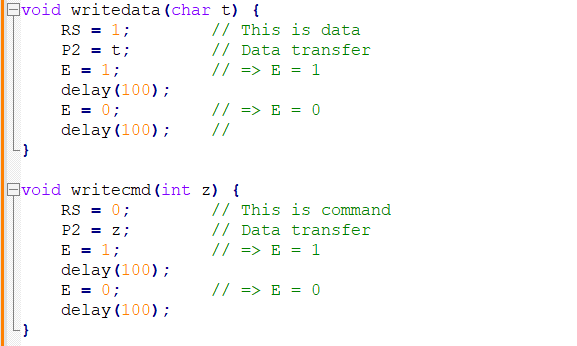 void writedata(char t) {
    RS = 1;        // This is data
    P2 = t;        // Data transfer
    E = 1;         // => E = 1
    delay(100);
    E = 0;         // => E = 0
    delay(100);    //
}
void writecmd(int z) {
    RS = 0;        // This is command
    P2 = z;        // Data transfer
    E = 1;         // => E = 1
    delay(100);
    E = 0;         // => E = 0
    delay(100);
}